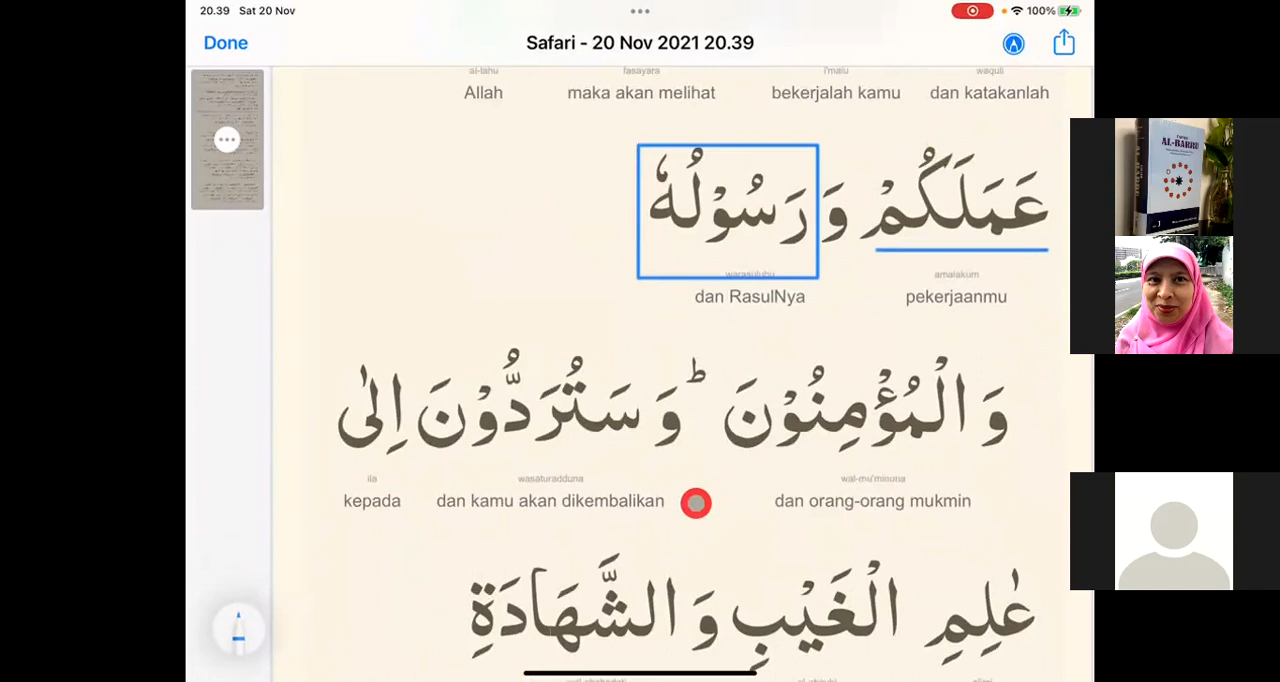 20.39 Sat 20 Nov
100%
Done
Safari - 20 Nov 2021 20.39
al-lahu fasayara i'malu waquli
Allah maka akan melihat bekerjalah kamu dan katakanlah
عَمَلَكُمْ وَرَسُوْلُهٗ
warasuluhu amalakum
dan RasulNya pekerjaanmu
وَالْمُؤْمِنُوْنَۗ وَسَتُرَدُّوْنَ اِلٰى
ila wasaturadduna wal-mu'minuna
kepada dan kamu akan dikembalikan dan orang-orang mukmin
عٰلِمِ الْغَيْبِ وَالشَّهَادَةِ
AL-BARRU